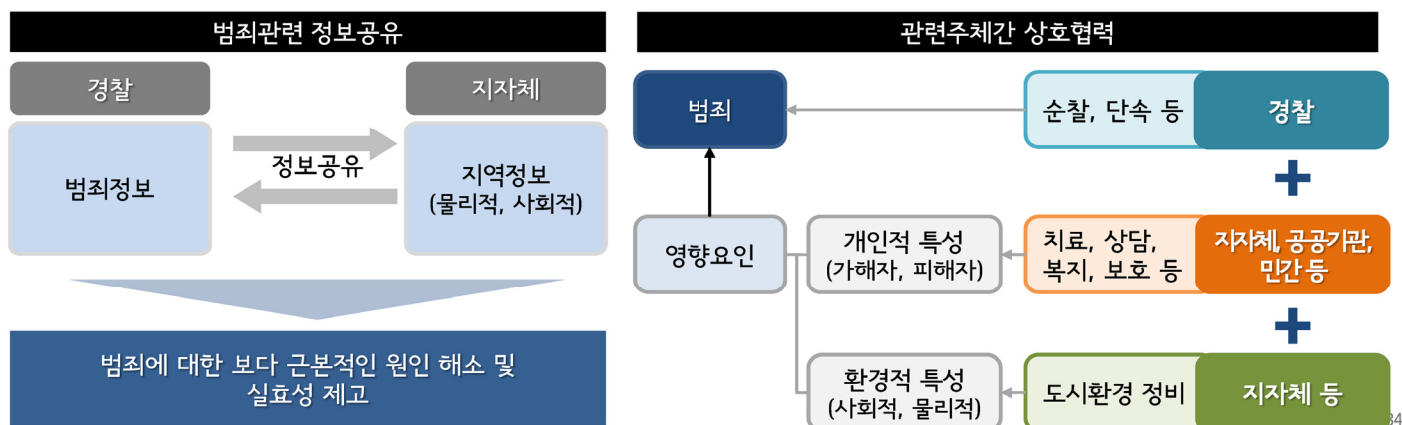 범죄관련 정보공유
경찰
지자체
범죄정보
정보공유
지역정보
(물리적, 사회적)
범죄에 대한 보다 근본적인 원인 해소 및
실효성 제고
관련주체간 상호협력
범죄
순찰, 단속 등
경찰
영향요인
개인적 특성
(가해자, 피해자)
치료, 상담,
복지, 보호 등
지자체, 공공기관,
민간 등
환경적 특성
(사회적, 물리적)
도시환경 정비
지자체 등
34